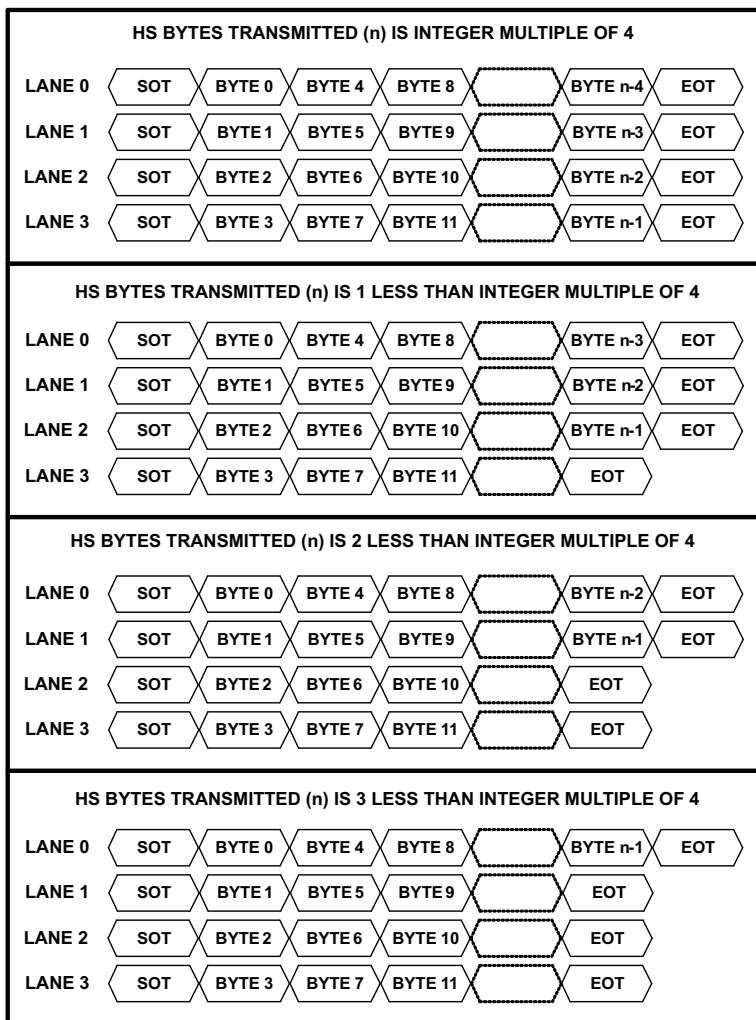 HS BYTES TRANSMITTED (n) IS INTEGER MULTIPLE OF 4
LANE 0 SOT BYTE 0 BYTE 4 BYTE 8 BYTE n-4 EOT
LANE 1 SOT BYTE 1 BYTE 5 BYTE 9 BYTE n-3 EOT
LANE 2 SOT BYTE 2 BYTE 6 BYTE 10 BYTE n-2 EOT
LANE 3 SOT BYTE 3 BYTE 7 BYTE 11 BYTE n-1 EOT
HS BYTES TRANSMITTED (n) IS 1 LESS THAN INTEGER MULTIPLE OF 4
LANE 0 SOT BYTE 0 BYTE 4 BYTE 8 BYTE n-3 EOT
LANE 1 SOT BYTE 1 BYTE 5 BYTE 9 BYTE n-2 EOT
LANE 2 SOT BYTE 2 BYTE 6 BYTE 10 BYTE n-1 EOT
LANE 3 SOT BYTE 3 BYTE 7 BYTE 11 EOT
HS BYTES TRANSMITTED (n) IS 2 LESS THAN INTEGER MULTIPLE OF 4
LANE 0 SOT BYTE 0 BYTE 4 BYTE 8 BYTE n-2 EOT
LANE 1 SOT BYTE 1 BYTE 5 BYTE 9 BYTE n-1 EOT
LANE 2 SOT BYTE 2 BYTE 6 BYTE 10 EOT
LANE 3 SOT BYTE 3 BYTE 7 BYTE 11 EOT
HS BYTES TRANSMITTED (n) IS 3 LESS THAN INTEGER MULTIPLE OF 4
LANE 0 SOT BYTE 0 BYTE 4 BYTE 8 BYTE n-1 EOT
LANE 1 SOT BYTE 1 BYTE 5 BYTE 9 EOT
LANE 2 SOT BYTE 2 BYTE 6 BYTE 10 EOT
LANE 3 SOT BYTE 3 BYTE 7 BYTE 11 EOT